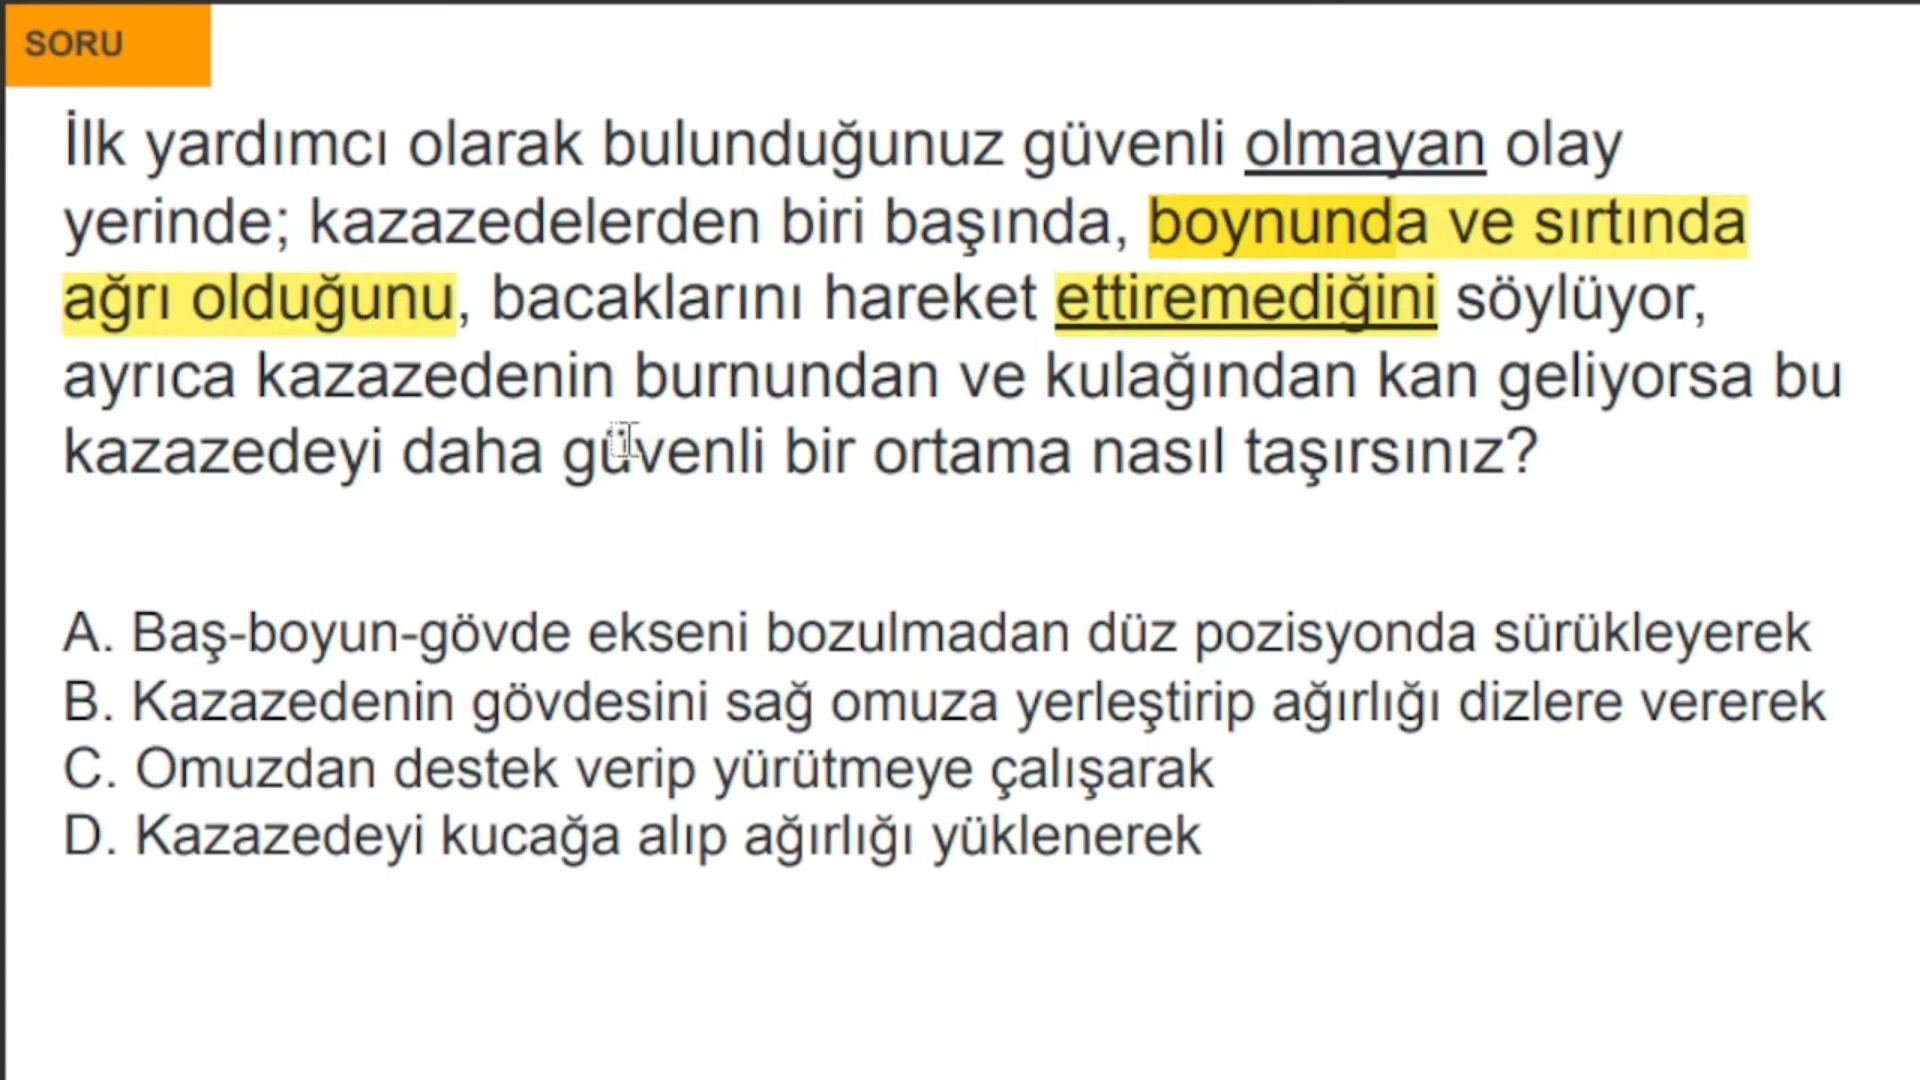 SORU
İlk yardımcı olarak bulunduğunuz güvenli olmayan olay
yerinde; kazazedelerden biri başında, boynunda ve sırtında
ağrı olduğunu, bacaklarını hareket ettiremediğini söylüyor,
ayrıca kazazedenin burnundan ve kulağından kan geliyorsa bu
kazazedeyi daha güvenli bir ortama nasıl taşırsınız?
A. Baş-boyun-gövde ekseni bozulmadan düz pozisyonda sürükleyerek
B. Kazazedenin gövdesini sağ omuza yerleştirip ağırlığı dizlere vererek
C. Omuzdan destek verip yürütmeye çalışarak
D. Kazazedeyi kucağa alıp ağırlığı yüklenerek